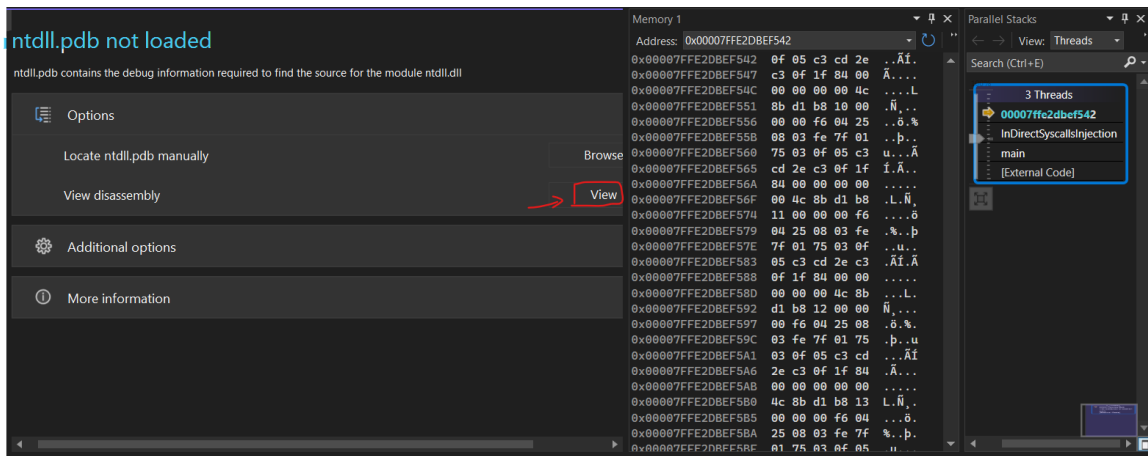 ntdll.pdb not loaded
ntdll.pdb contains the debug information required to find the source for the module ntdll.dll
Options
Locate ntdll.pdb manually Browse
View disassembly View
Additional options
More information
Memory 1
Address: 0x00007FFE2DBEF542
0x00007FFE2DBEF542 0f 05 c3 cd 2e ..ÃÍ.
0x00007FFE2DBEF547 c3 0f 1f 84 00 Ã....
0x00007FFE2DBEF54C 00 00 00 00 4c ....L
0x00007FFE2DBEF551 8b d1 b8 10 00 .Ñ¸..
0x00007FFE2DBEF556 00 00 f6 04 25 ..ö.%
0x00007FFE2DBEF55B 08 03 fe 7f 01 ..þ..
0x00007FFE2DBEF560 75 03 0f 05 c3 u...Ã
0x00007FFE2DBEF565 cd 2e c3 0f 1f Í.Ã..
0x00007FFE2DBEF56A 84 00 00 00 00 .....
0x00007FFE2DBEF56F 00 4c 8b d1 b8 .L.Ñ¸
0x00007FFE2DBEF574 11 00 00 00 f6 ....ö
0x00007FFE2DBEF579 04 25 08 03 fe .%..þ
0x00007FFE2DBEF57E 7f 01 75 03 0f ..u..
0x00007FFE2DBEF583 05 c3 cd 2e c3 .ÃÍ.Ã
0x00007FFE2DBEF588 0f 1f 84 00 00 .....
0x00007FFE2DBEF58D 00 00 00 4c 8b ...L.
0x00007FFE2DBEF592 d1 b8 12 00 00 Ñ¸...
0x00007FFE2DBEF597 00 f6 04 25 08 .ö.%.
0x00007FFE2DBEF59C 03 fe 7f 01 75 .þ..u
0x00007FFE2DBEF5A1 03 0f 05 c3 cd ...ÃÍ
0x00007FFE2DBEF5A6 2e c3 0f 1f 84 .Ã...
0x00007FFE2DBEF5AB 00 00 00 00 00 .....
0x00007FFE2DBEF5B0 4c 8b d1 b8 13 L.Ñ¸.
0x00007FFE2DBEF5B5 00 00 00 f6 04 ...ö.
0x00007FFE2DBEF5BA 25 08 03 fe 7f %..þ.
0x00007FFE2DBEF5BF 01 75 03 0f 05 .u...
Parallel Stacks
View: Threads
Search (Ctrl+E)
3 Threads
00007ffe2dbef542
InDirectSyscallsInjection
main
[External Code]